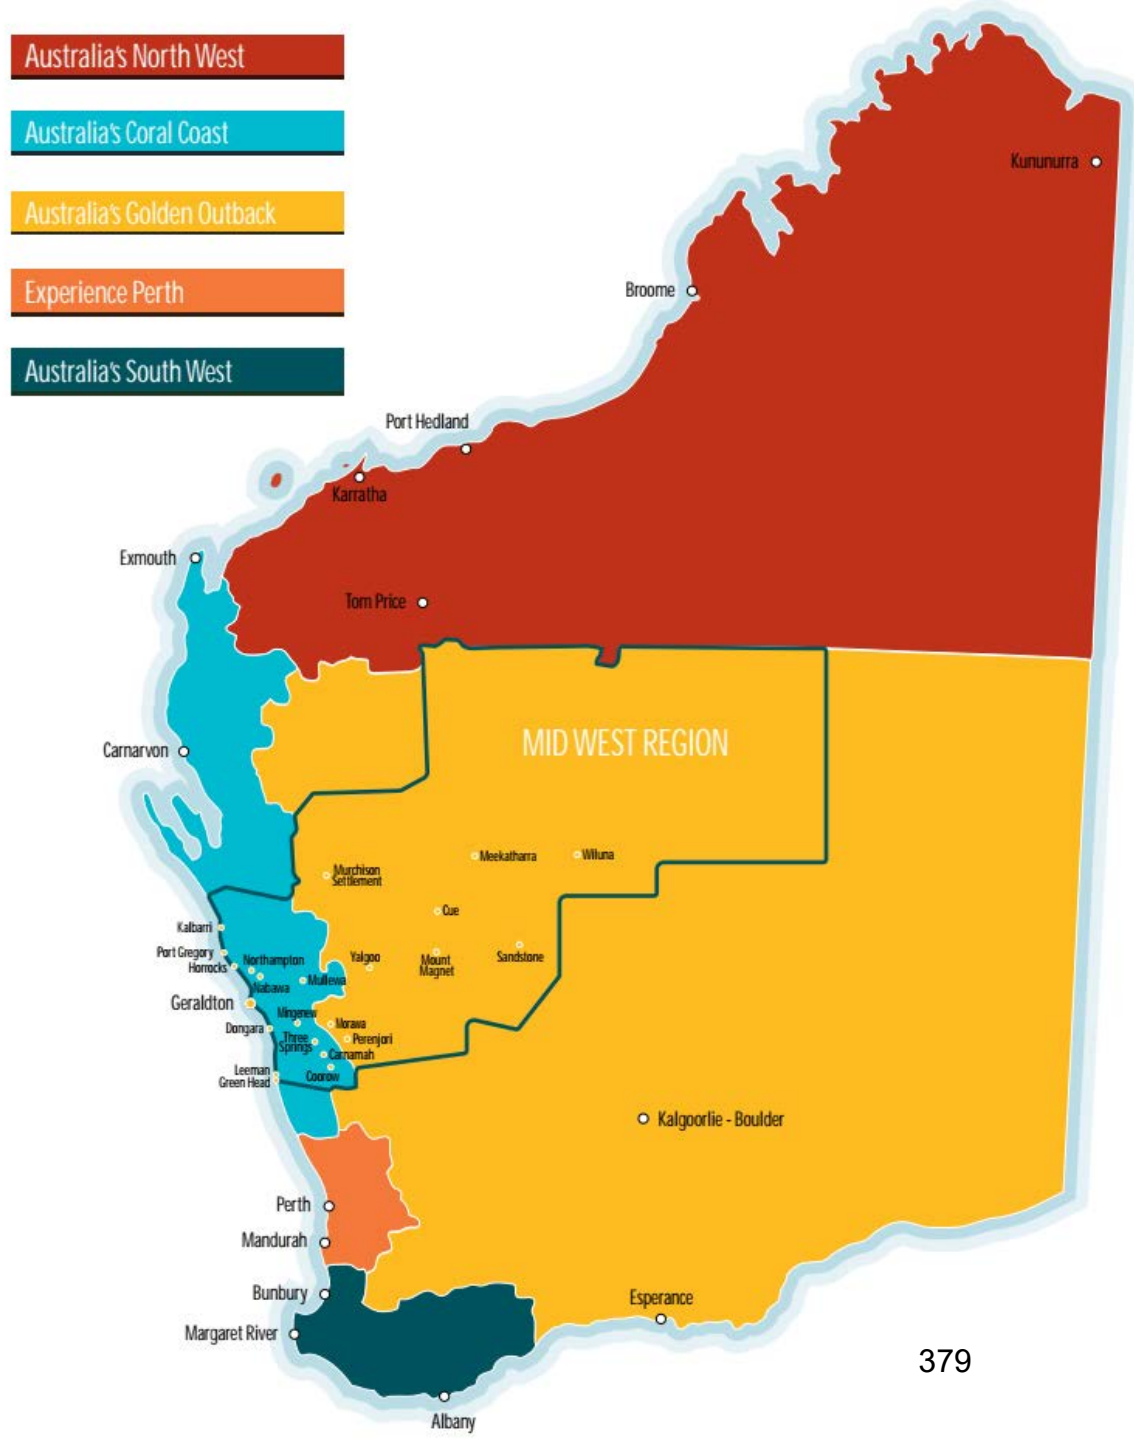 Australia's North West
Australia's Coral Coast
Australia's Golden Outback
Experience Perth
Australia's South West
Kununurra
Broome
Port Hedland
Karratha
Exmouth
Tom Price
MID WEST REGION
Carnarvon
Meekatharra
Wiluna
Murchison
Settlement
Cue
Kalbarri
Port Gregory
Horrocks
Northampton
Nabawa
Mullewa
Yalgoo
Mount
Magnet
Sandstone
Geraldton
Mingenew
Morawa
Dongara
Three
Springs
Perenjori
Carnamah
Leeman
Green Head
Coorow
Kalgoorlie - Boulder
Perth
Mandurah
Bunbury
Esperance
Margaret River
379
Albany